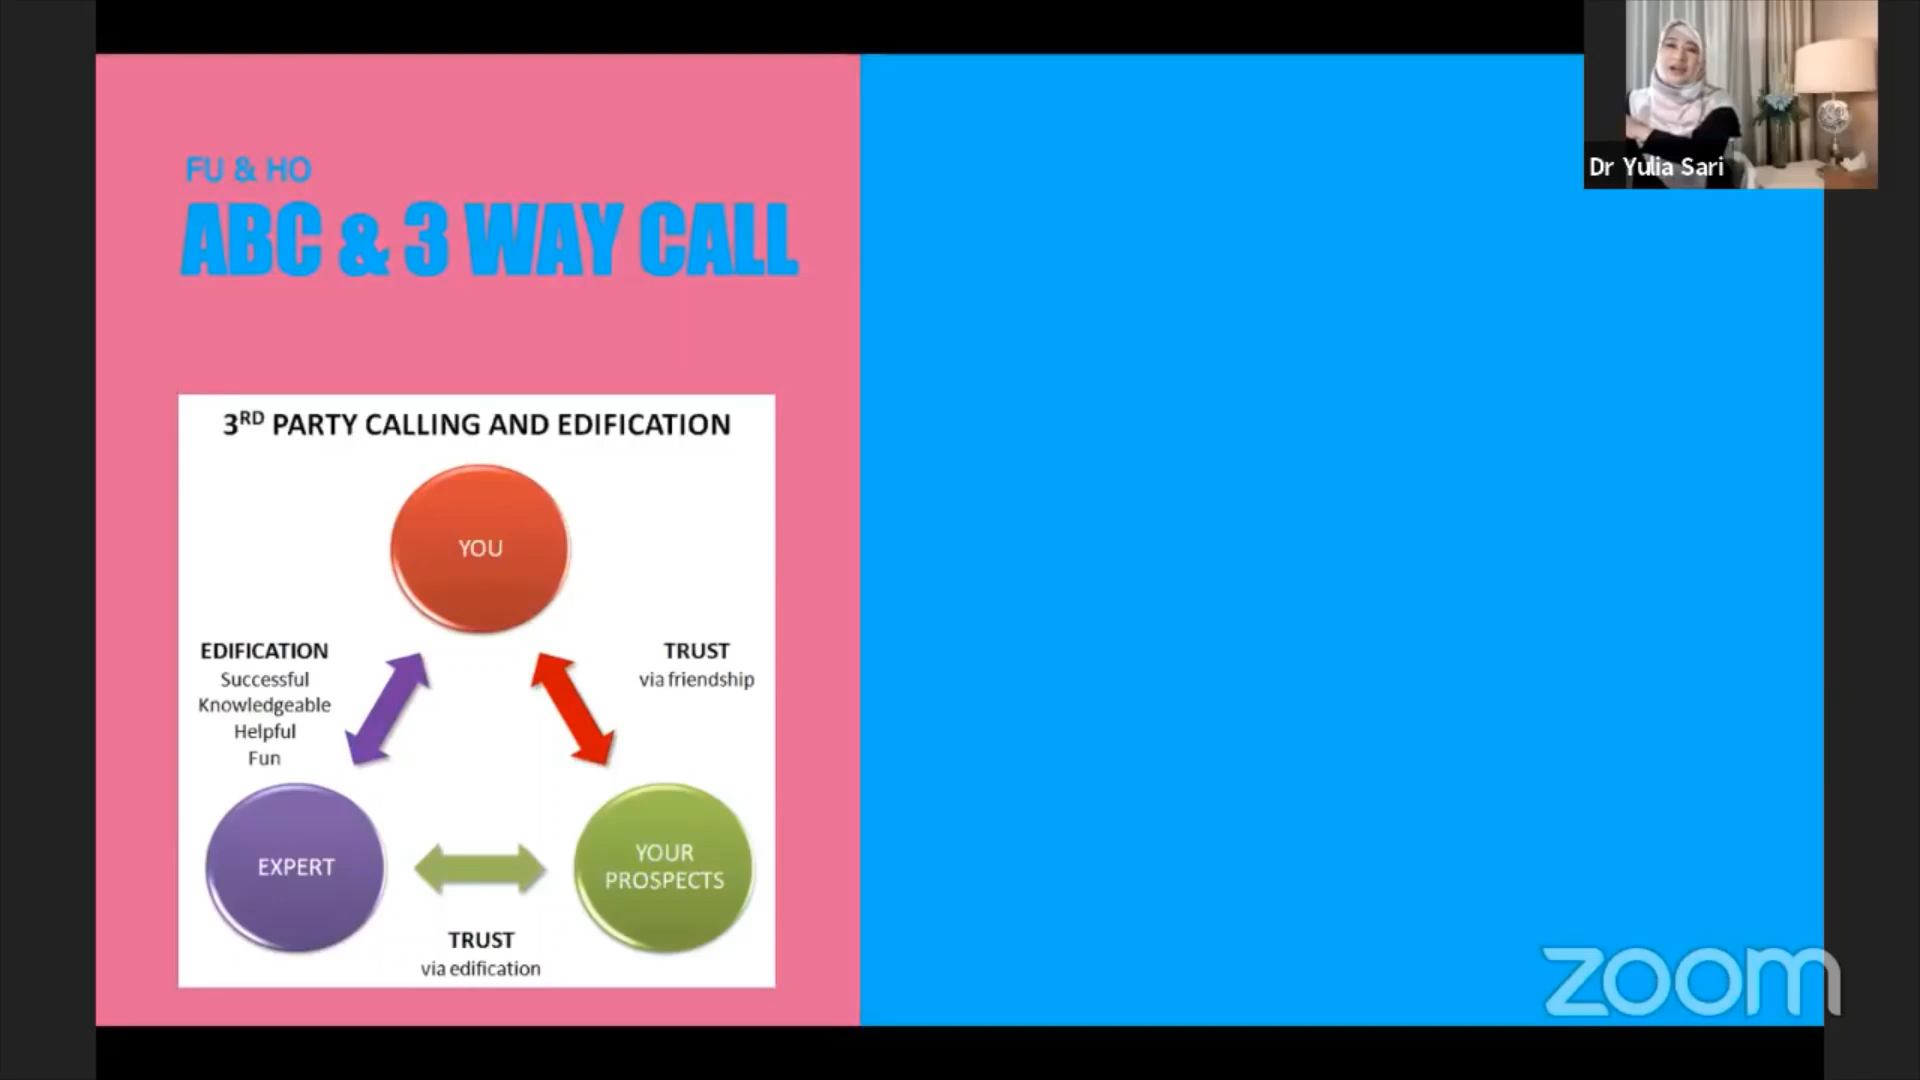 Dr Yulia Sari
FU & HO
ABC & 3 WAY CALL
3RD PARTY CALLING AND EDIFICATION
YOU
EDIFICATION
Successful
Knowledgeable
Helpful
Fun
TRUST
via friendship
EXPERT
YOUR
PROSPECTS
TRUST
via edification
zoom